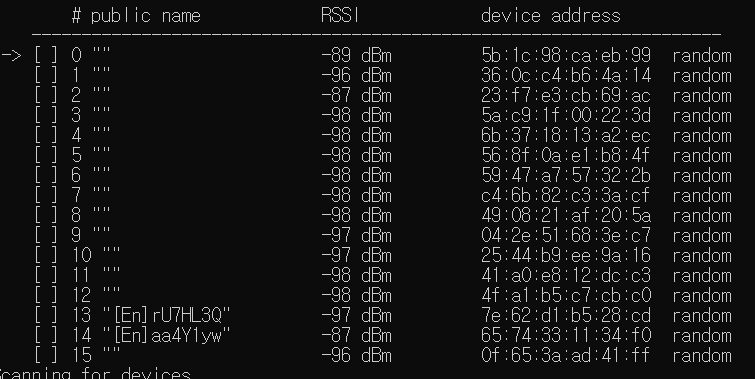 # public name RSSI device address
-> [ ] 0 "" -89 dBm 5b:1c:98:ca:eb:99 random
[ ] 1 "" -96 dBm 36:0c:c4:b6:4a:14 random
[ ] 2 "" -87 dBm 23:f7:e3:cb:69:ac random
[ ] 3 "" -98 dBm 5a:c9:1f:00:22:3d random
[ ] 4 "" -98 dBm 6b:37:18:13:a2:ec random
[ ] 5 "" -98 dBm 56:8f:0a:e1:b8:4f random
[ ] 6 "" -98 dBm 59:47:a7:57:32:2b random
[ ] 7 "" -98 dBm c4:6b:82:c3:3a:cf random
[ ] 8 "" -98 dBm 49:08:21:af:20:5a random
[ ] 9 "" -97 dBm 04:2e:51:68:3e:c7 random
[ ] 10 "" -97 dBm 25:44:b9:ee:9a:16 random
[ ] 11 "" -98 dBm 41:a0:e8:12:dc:c3 random
[ ] 12 "" -98 dBm 4f:a1:b5:c7:cb:c0 random
[ ] 13 "[En]rU7HL3Q" -97 dBm 7e:62:d1:b5:28:cd random
[ ] 14 "[En]aa4Y1yw" -87 dBm 65:74:33:11:34:f0 random
[ ] 15 "" -96 dBm 0f:65:3a:ad:41:ff random
Scanning for devices